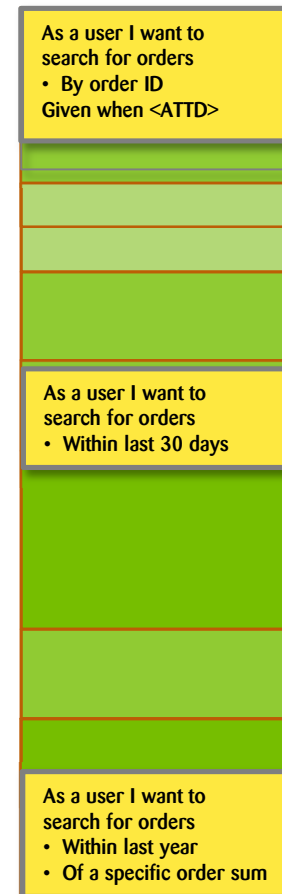 As a user I want to
search for orders
• By order ID
Given when <ATTD>
As a user I want to
search for orders
• Within last 30 days
As a user I want to
search for orders
• Within last year
• Of a specific order sum